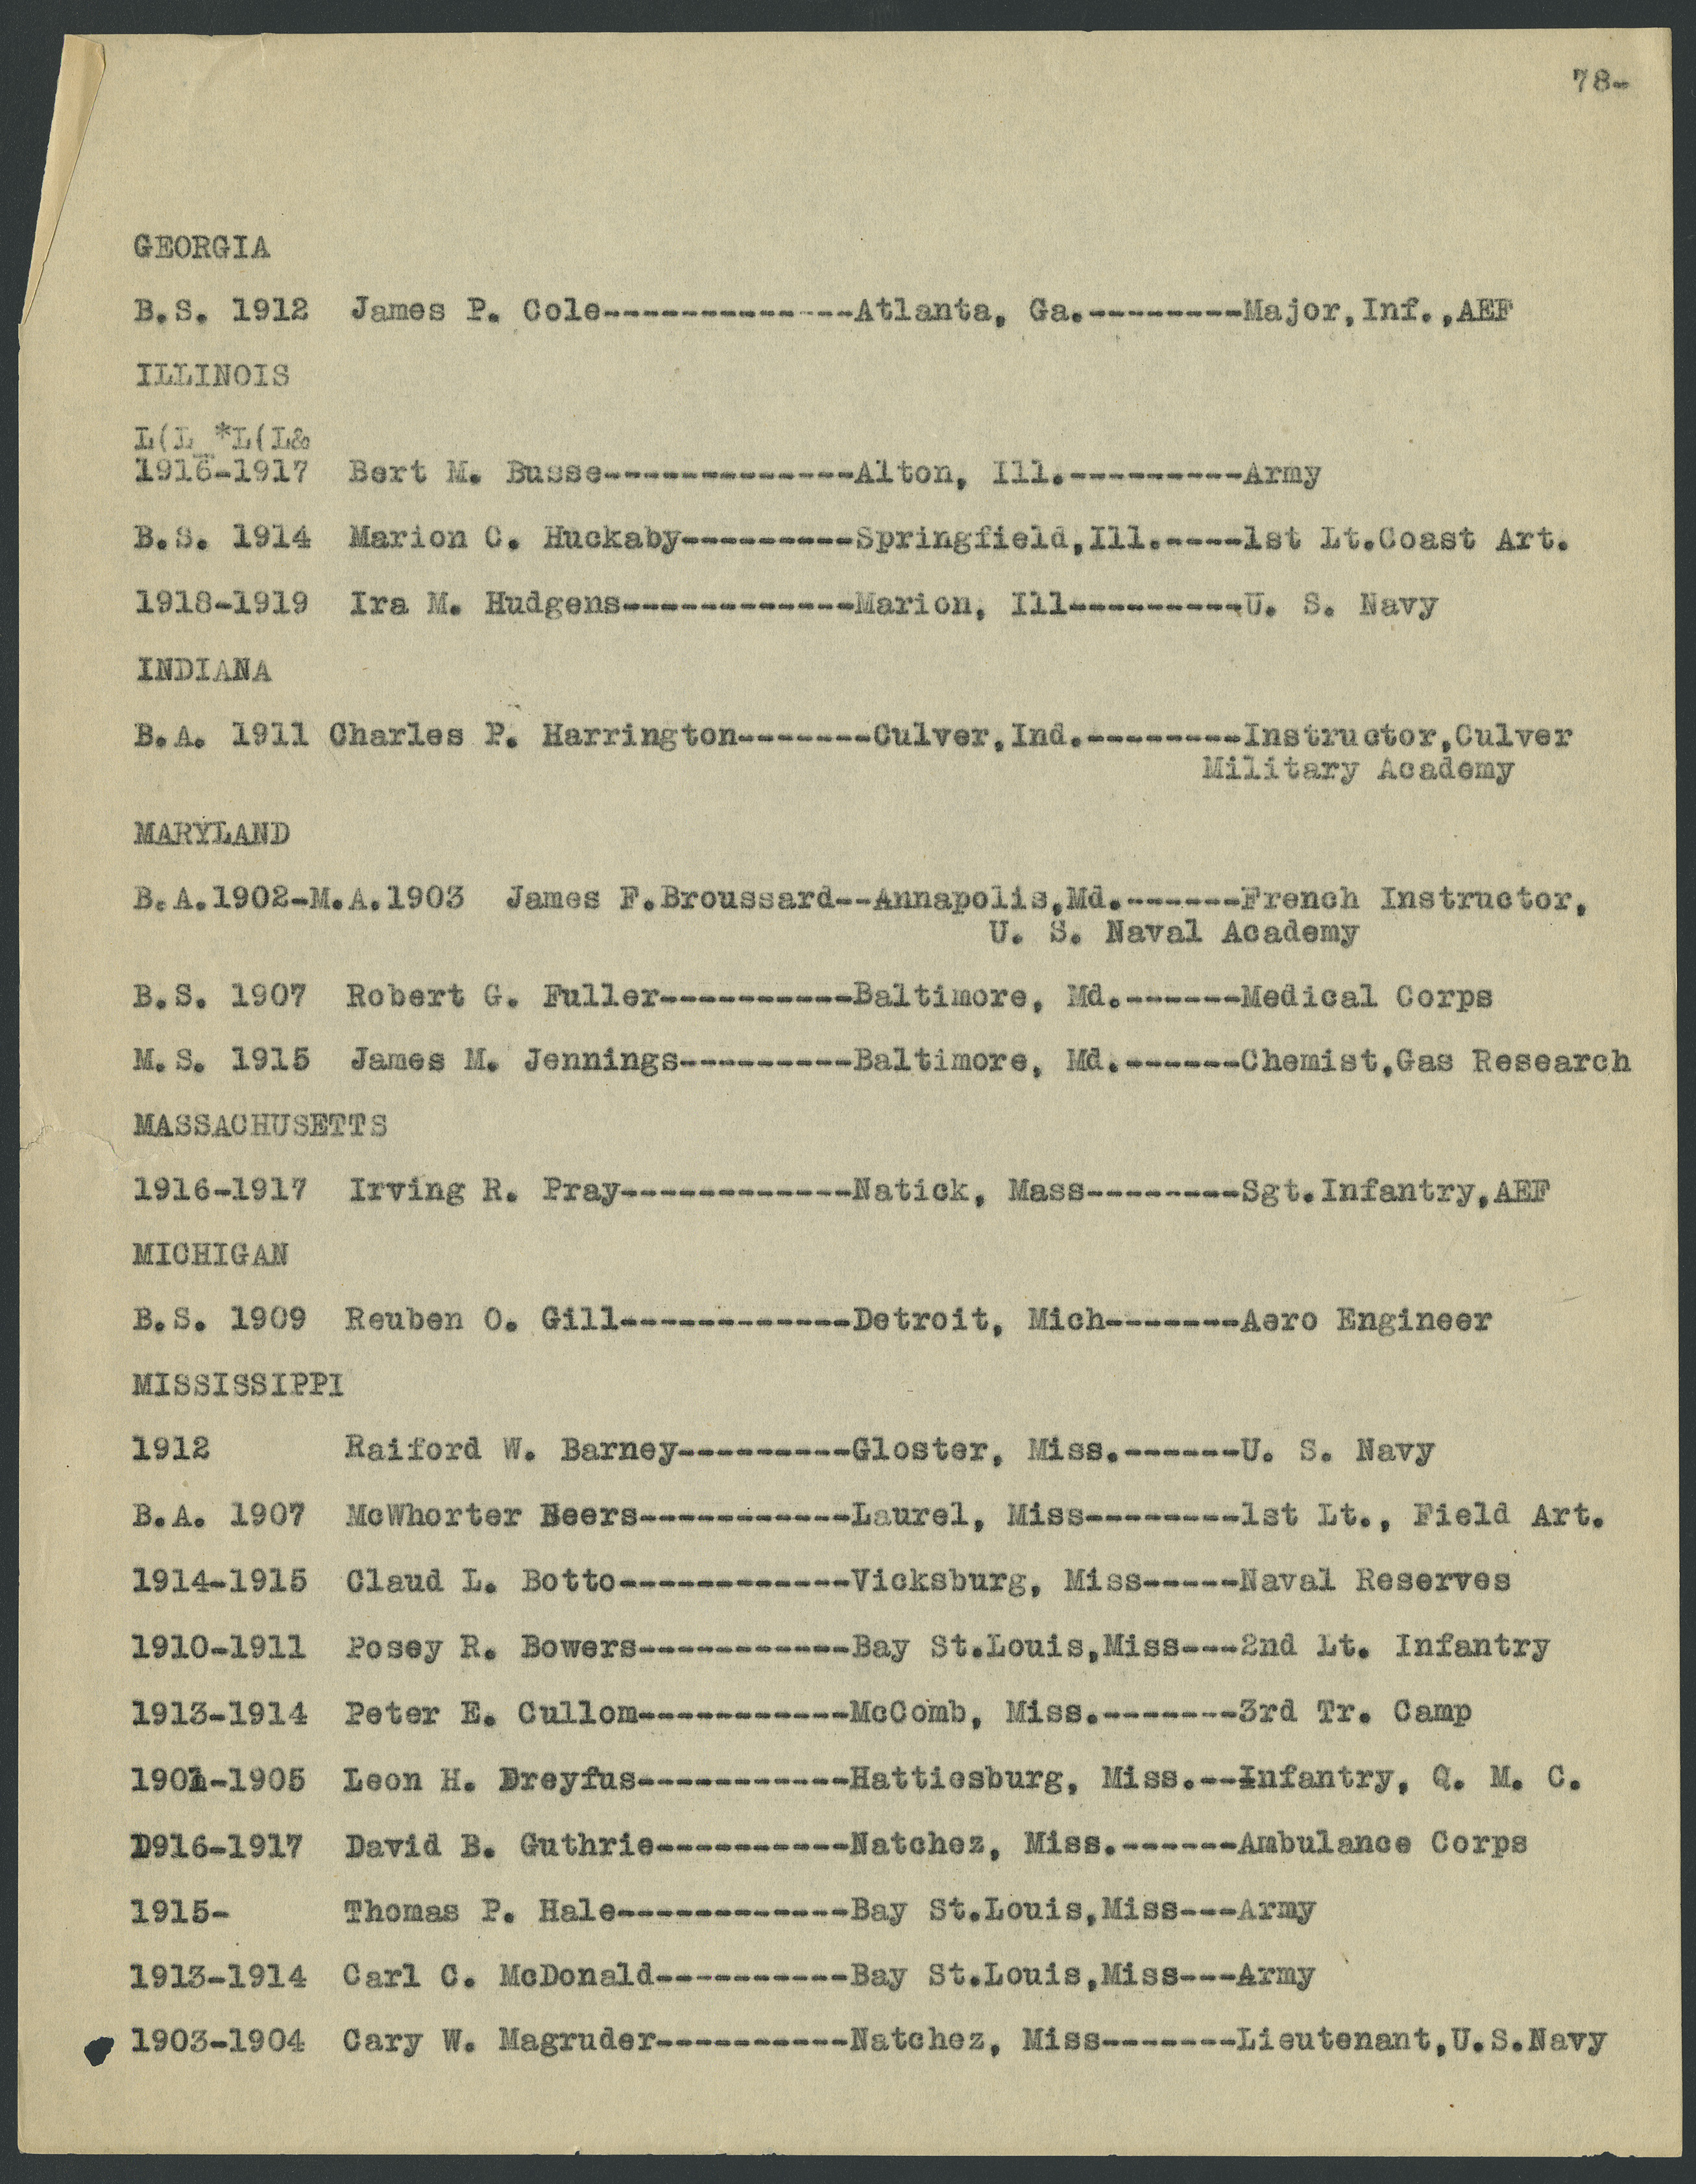 78-
GEORGIA
B.S. 1912 James P. Cole-------------Atlanta, Ga.--------Major,Inf.,AEF
ILLINOIS
L(L_*L(L&
1916-1917 Bert M. Busse-------------Alton, Ill.---------Army
B.S. 1914 Marion C. Huckaby---------Springfield,Ill.----1st Lt.Coast Art.
1918-1919 Ira M. Hudgens------------Marion, Ill---------U. S. Navy
INDIANA
B.A. 1911 Charles P. Harrington-------Culver,Ind.--------Instructor,Culver
Military Academy
MARYLAND
B.A.1902-M.A.1903 James F.Broussard--Annapolis,Md.------French Instructor,
U. S. Naval Academy
B.S. 1907 Robert G. Fuller----------Baltimore, Md.------Medical Corps
M.S. 1915 James M. Jennings---------Baltimore, Md.------Chemist,Gas Research
MASSACHUSETTS
1916-1917 Irving R. Pray------------Natick, Mass--------Sgt.Infantry,AEF
MICHIGAN
B.S. 1909 Reuben O. Gill------------Detroit, Mich-------Aero Engineer
MISSISSIPPI
1912 Raiford W. Barney---------Gloster, Miss.------U. S. Navy
B.A. 1907 McWhorter Beers-----------Laurel, Miss--------1st Lt., Field Art.
1914-1915 Claud L. Botto------------Vicksburg, Miss-----Naval Reserves
1910-1911 Posey R. Bowers-----------Bay St.Louis,Miss---2nd Lt. Infantry
1913-1914 Peter E. Cullom-----------McComb, Miss.-------3rd Tr. Camp
1901-1905 Leon H. Dreyfus-----------Hattiesburg, Miss.--Infantry, Q. M. C.
1916-1917 David B. Guthrie----------Natchez, Miss.------Ambulance Corps
1915- Thomas P. Hale------------Bay St.Louis,Miss---Army
1913-1914 Carl C. McDonald----------Bay St.Louis,Miss---Army
1903-1904 Cary W. Magruder----------Natchez, Miss-------Lieutenant,U.S.Navy